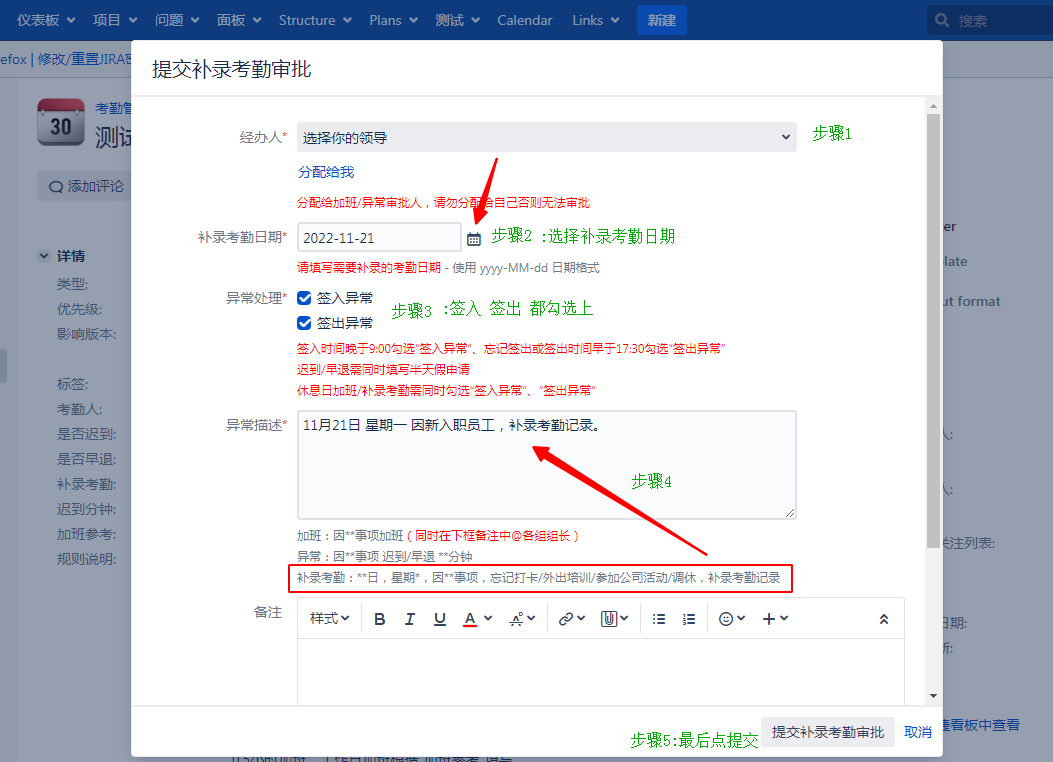 仪表板 项目 问题 面板 Structure Plans 测试 Calendar Links 新建 搜索
efox | 修改/重置JIRA密
提交补录考勤审批
30
考勤管
测试
添加评论
经办人* 选择你的领导 步骤1
分配给我
分配给加班/异常审批人，请勿分配给自己否则无法审批
补录考勤日期* 2022-11-21 步骤2 :选择补录考勤日期
请填写需要补录的考勤日期 - 使用 yyyy-MM-dd 日期格式
异常处理* 签入异常
签出异常
步骤3 :签入 签出 都勾选上
签入时间晚于9:00勾选"签入异常"、忘记签出或签出时间早于17:30勾选"签出异常"
迟到/早退需同时填写半天假申请
休息日加班/补录考勤需同时勾选"签入异常"、"签出异常"
异常描述* 11月21日 星期一 因新入职员工，补录考勤记录。
步骤4
加班：因**事项加班（同时在下框备注中@各组组长）
异常：因**事项 迟到/早退 **分钟
补录考勤：**日，星期*，因**事项，忘记打卡/外出培训/参加公司活动/调休，补录考勤记录
备注 样式 B I U A
步骤5:最后点提交 提交补录考勤审批 取消
详情
类型:
优先级:
影响版本:
标签:
考勤人:
是否迟到:
是否早退:
补录考勤:
迟到分钟:
加班参考:
规则说明:
er
late
ut format
人:
人:
关注列表:
日期:
新:
看板中查看